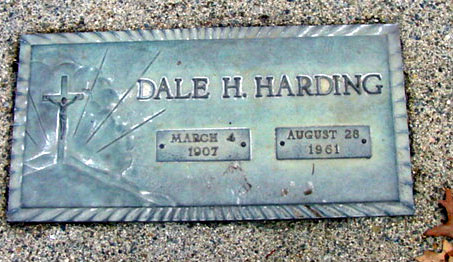 DALE H. HARDING
MARCH 4
1907
AUGUST 28
1961